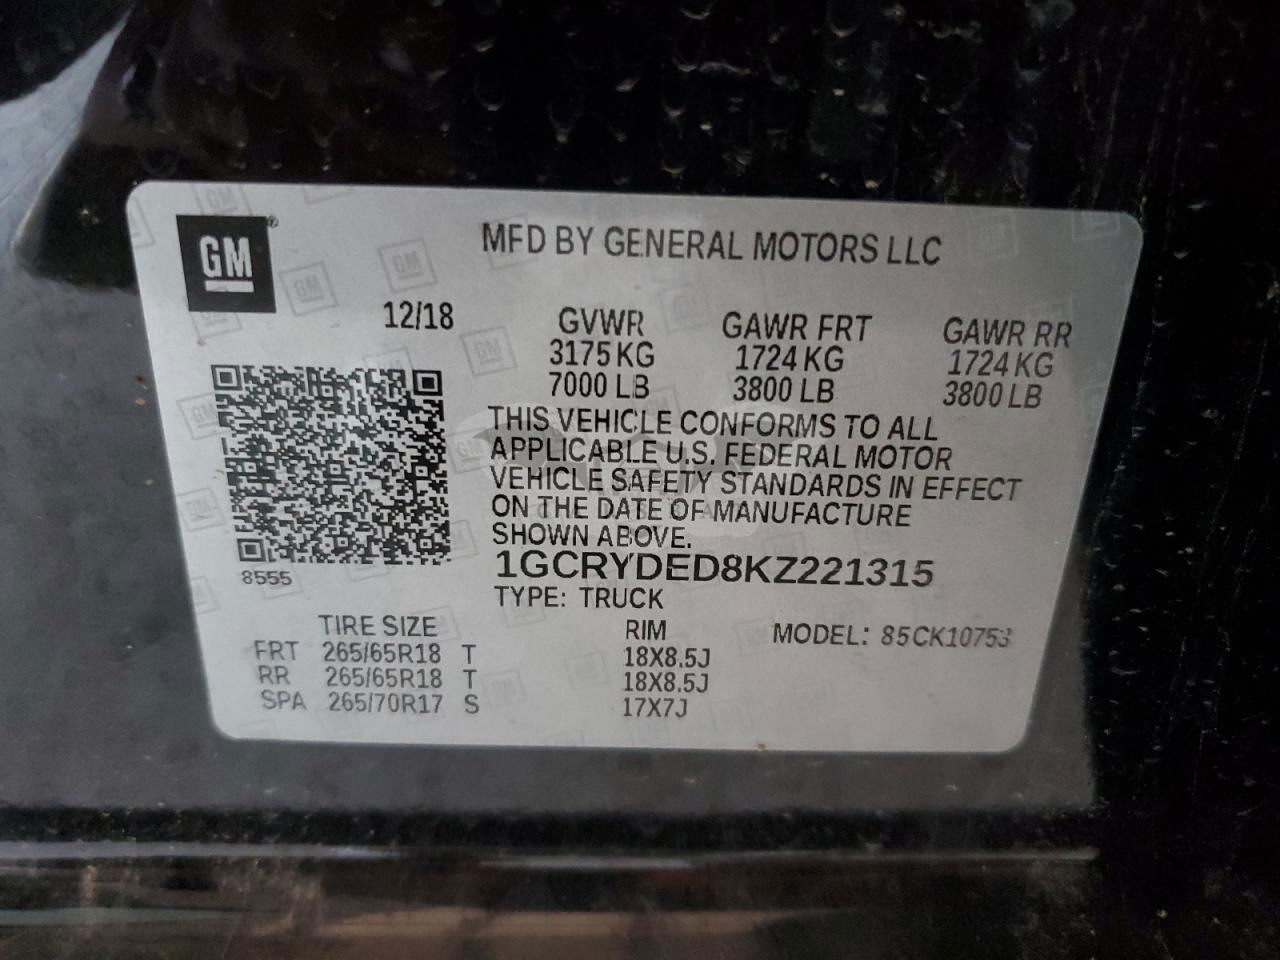 GM®
MFD BY GENERAL MOTORS LLC
12/18
GVWR GAWR FRT GAWR RR
3175 KG 1724 KG 1724 KG
7000 LB 3800 LB 3800 LB
THIS VEHICLE CONFORMS TO ALL
APPLICABLE U.S. FEDERAL MOTOR
VEHICLE SAFETY STANDARDS IN EFFECT
ON THE DATE OF MANUFACTURE
SHOWN ABOVE.
8555
1GCRYDED8KZ221315
TYPE: TRUCK
TIRE SIZE RIM MODEL: 85CK10753
FRT 265/65R18 T 18X8.5J
RR 265/65R18 T 18X8.5J
SPA 265/70R17 S 17X7J